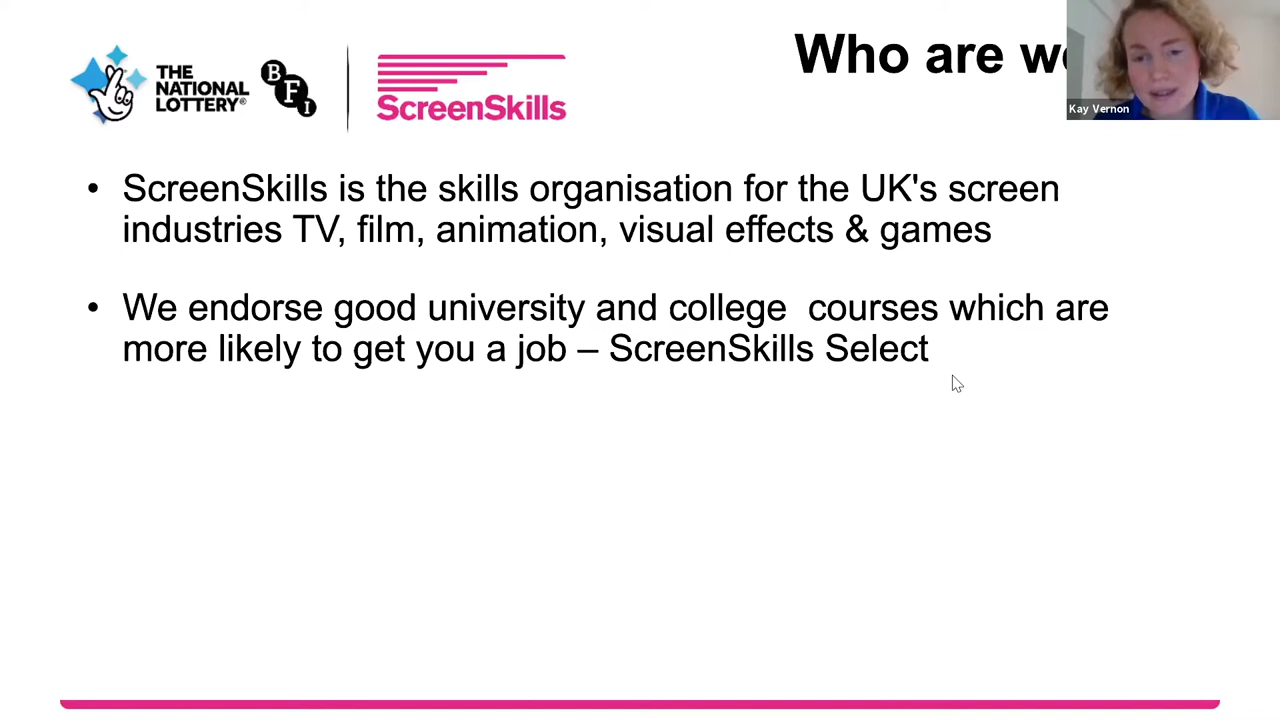 THE
NATIONAL
LOTTERY®
BFI
ScreenSkills
Who are we
Kay Vernon
• ScreenSkills is the skills organisation for the UK's screen
industries TV, film, animation, visual effects & games
• We endorse good university and college  courses which are
more likely to get you a job – ScreenSkills Select